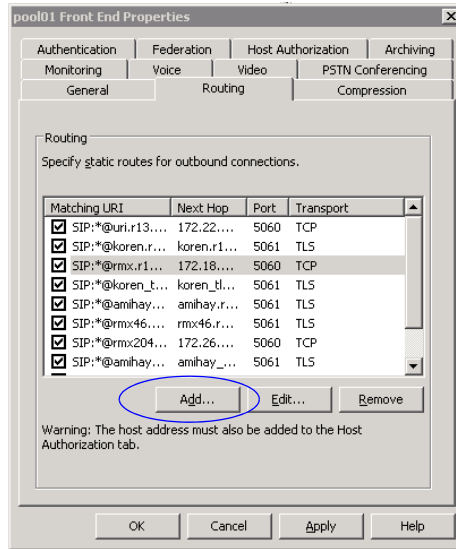 pool01 Front End Properties
Authentication Federation Host Authorization Archiving
Monitoring Voice Video PSTN Conferencing
General Routing Compression
Routing
Specify static routes for outbound connections.
Matching URI Next Hop Port Transport
SIP:*@uri.r13.... 172.22.... 5060 TCP
SIP:*@koren.r... koren.r1... 5061 TLS
SIP:*@rmx.r1... 172.18.... 5060 TCP
SIP:*@koren_t... koren_tl... 5061 TLS
SIP:*@amihay... amihay.r... 5061 TLS
SIP:*@rmx46.... rmx46.r... 5061 TLS
SIP:*@rmx204... 172.26.... 5060 TCP
SIP:*@amihay... amihay_... 5061 TLS
Add... Edit... Remove
Warning: The host address must also be added to the Host
Authorization tab.
OK Cancel Apply Help